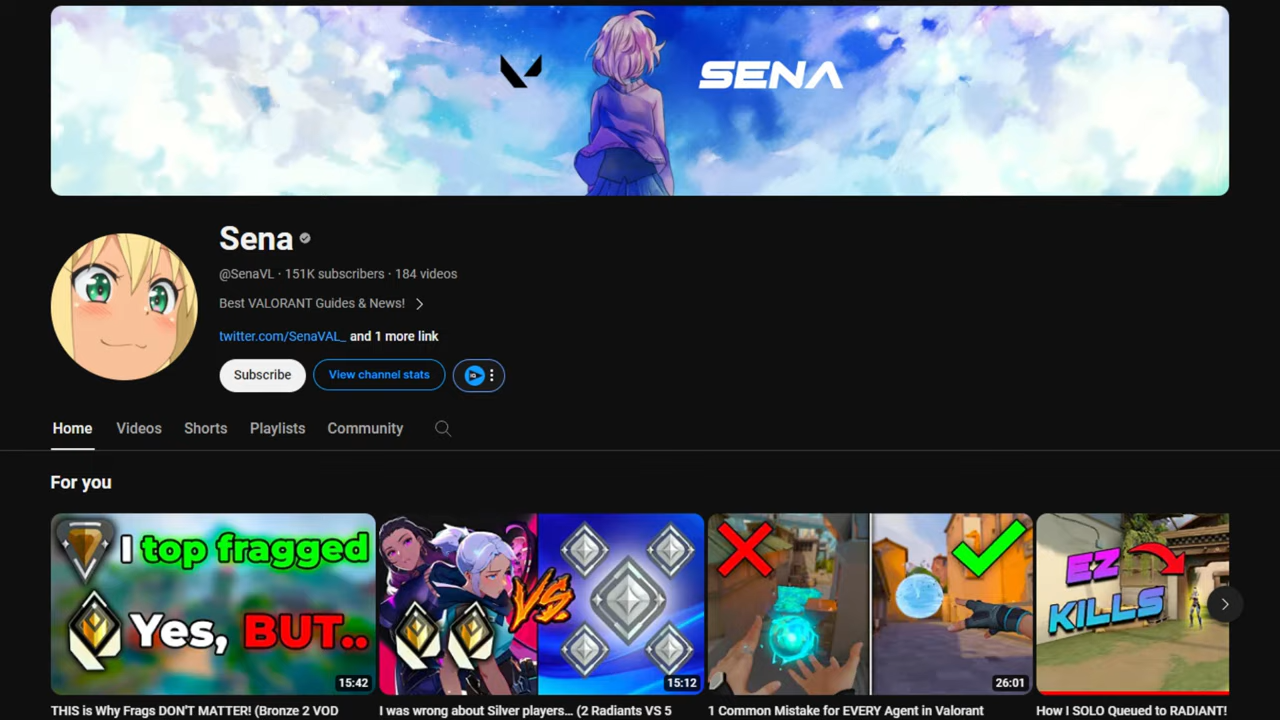 SENA
Sena
@SenaVL · 151K subscribers · 184 videos
Best VALORANT Guides & News!
twitter.com/SenaVAL_ and 1 more link
Subscribe
View channel stats
Home
Videos
Shorts
Playlists
Community
For you
I top fragged
Yes, BUT..
15:42
VS.
15:12
26:01
EZ
KILLS
THIS is Why Frags DON'T MATTER! (Bronze 2 VOD
I was wrong about Silver players... (2 Radiants VS 5
1 Common Mistake for EVERY Agent in Valorant
How I SOLO Queued to RADIANT!